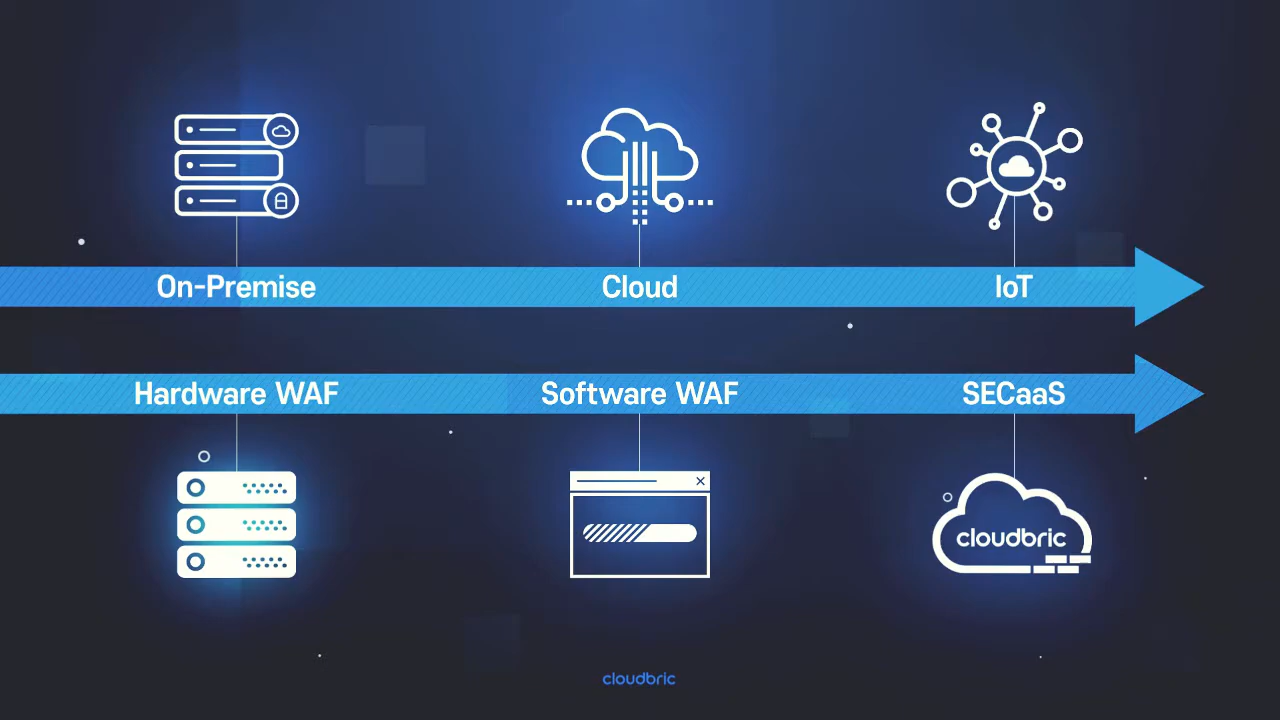 On-Premise
Cloud
IoT
Hardware WAF
Software WAF
SECaaS
cloudbric
cloudbric